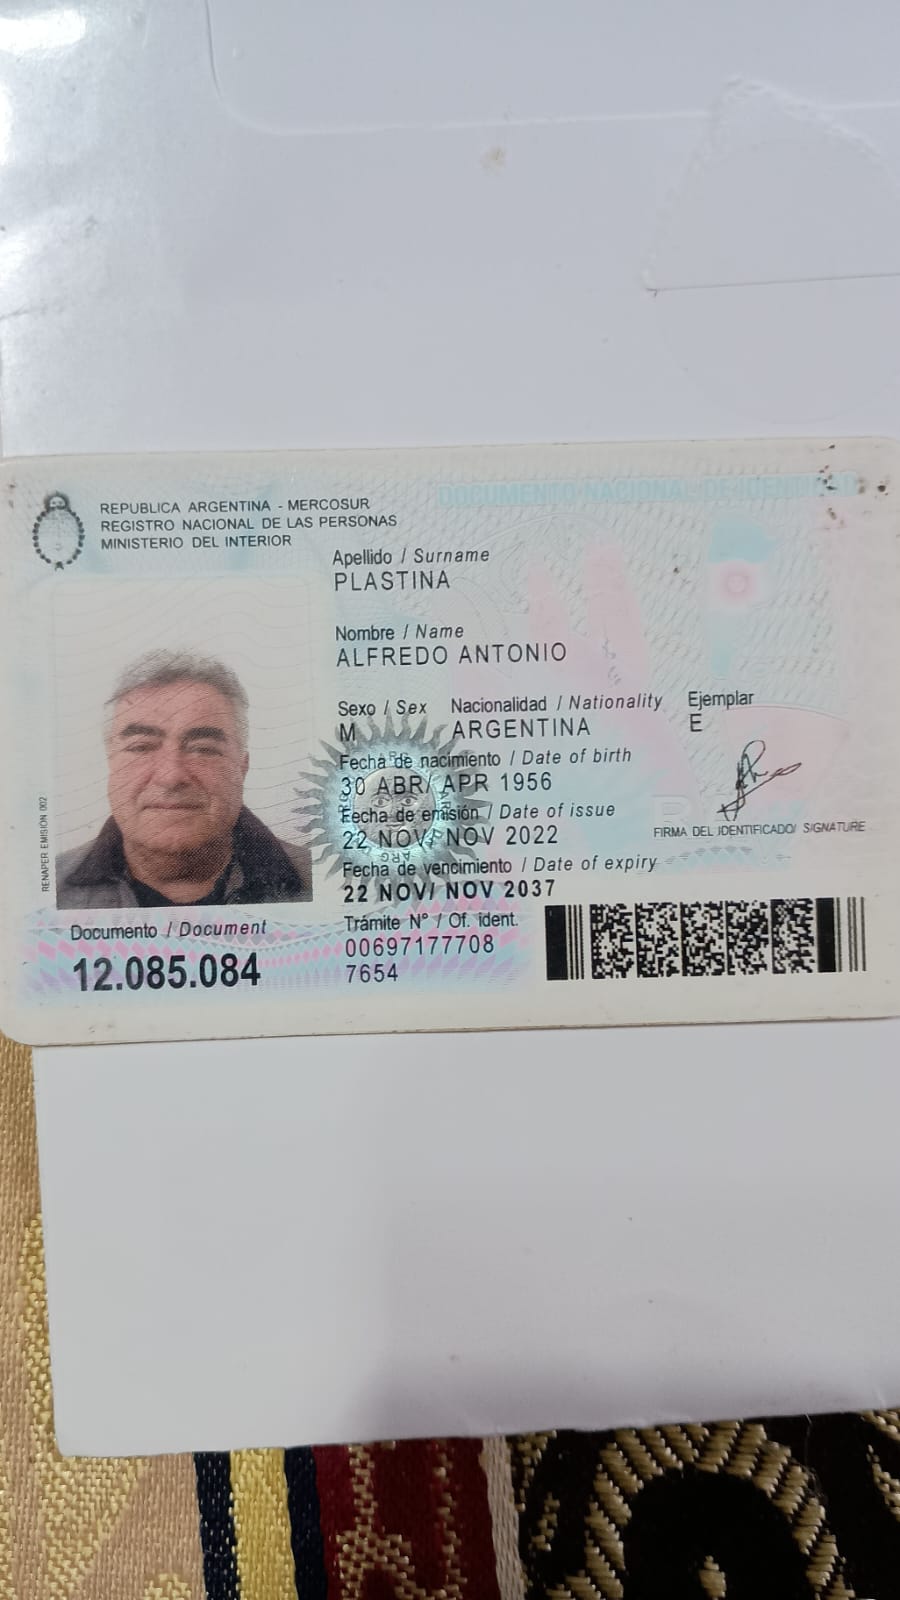 REPUBLICA ARGENTINA - MERCOSUR
REGISTRO NACIONAL DE LAS PERSONAS
MINISTERIO DEL INTERIOR
DOCUMENTO NACIONAL DE IDENTIDAD
Apellido / Surname
PLASTINA
Nombre / Name
ALFREDO ANTONIO
Sexo / Sex Nacionalidad / Nationality Ejemplar
M ARGENTINA E
Fecha de nacimiento / Date of birth
30 ABR/ APR 1956
Fecha de emisión / Date of issue
22 NOV/ NOV 2022
FIRMA DEL IDENTIFICADO/ SIGNATURE
Fecha de vencimiento / Date of expiry
22 NOV/ NOV 2037
Documento / Document
12.085.084
Trámite N° / Of. ident.
00697177708
7654
RENAPER EMISION 002